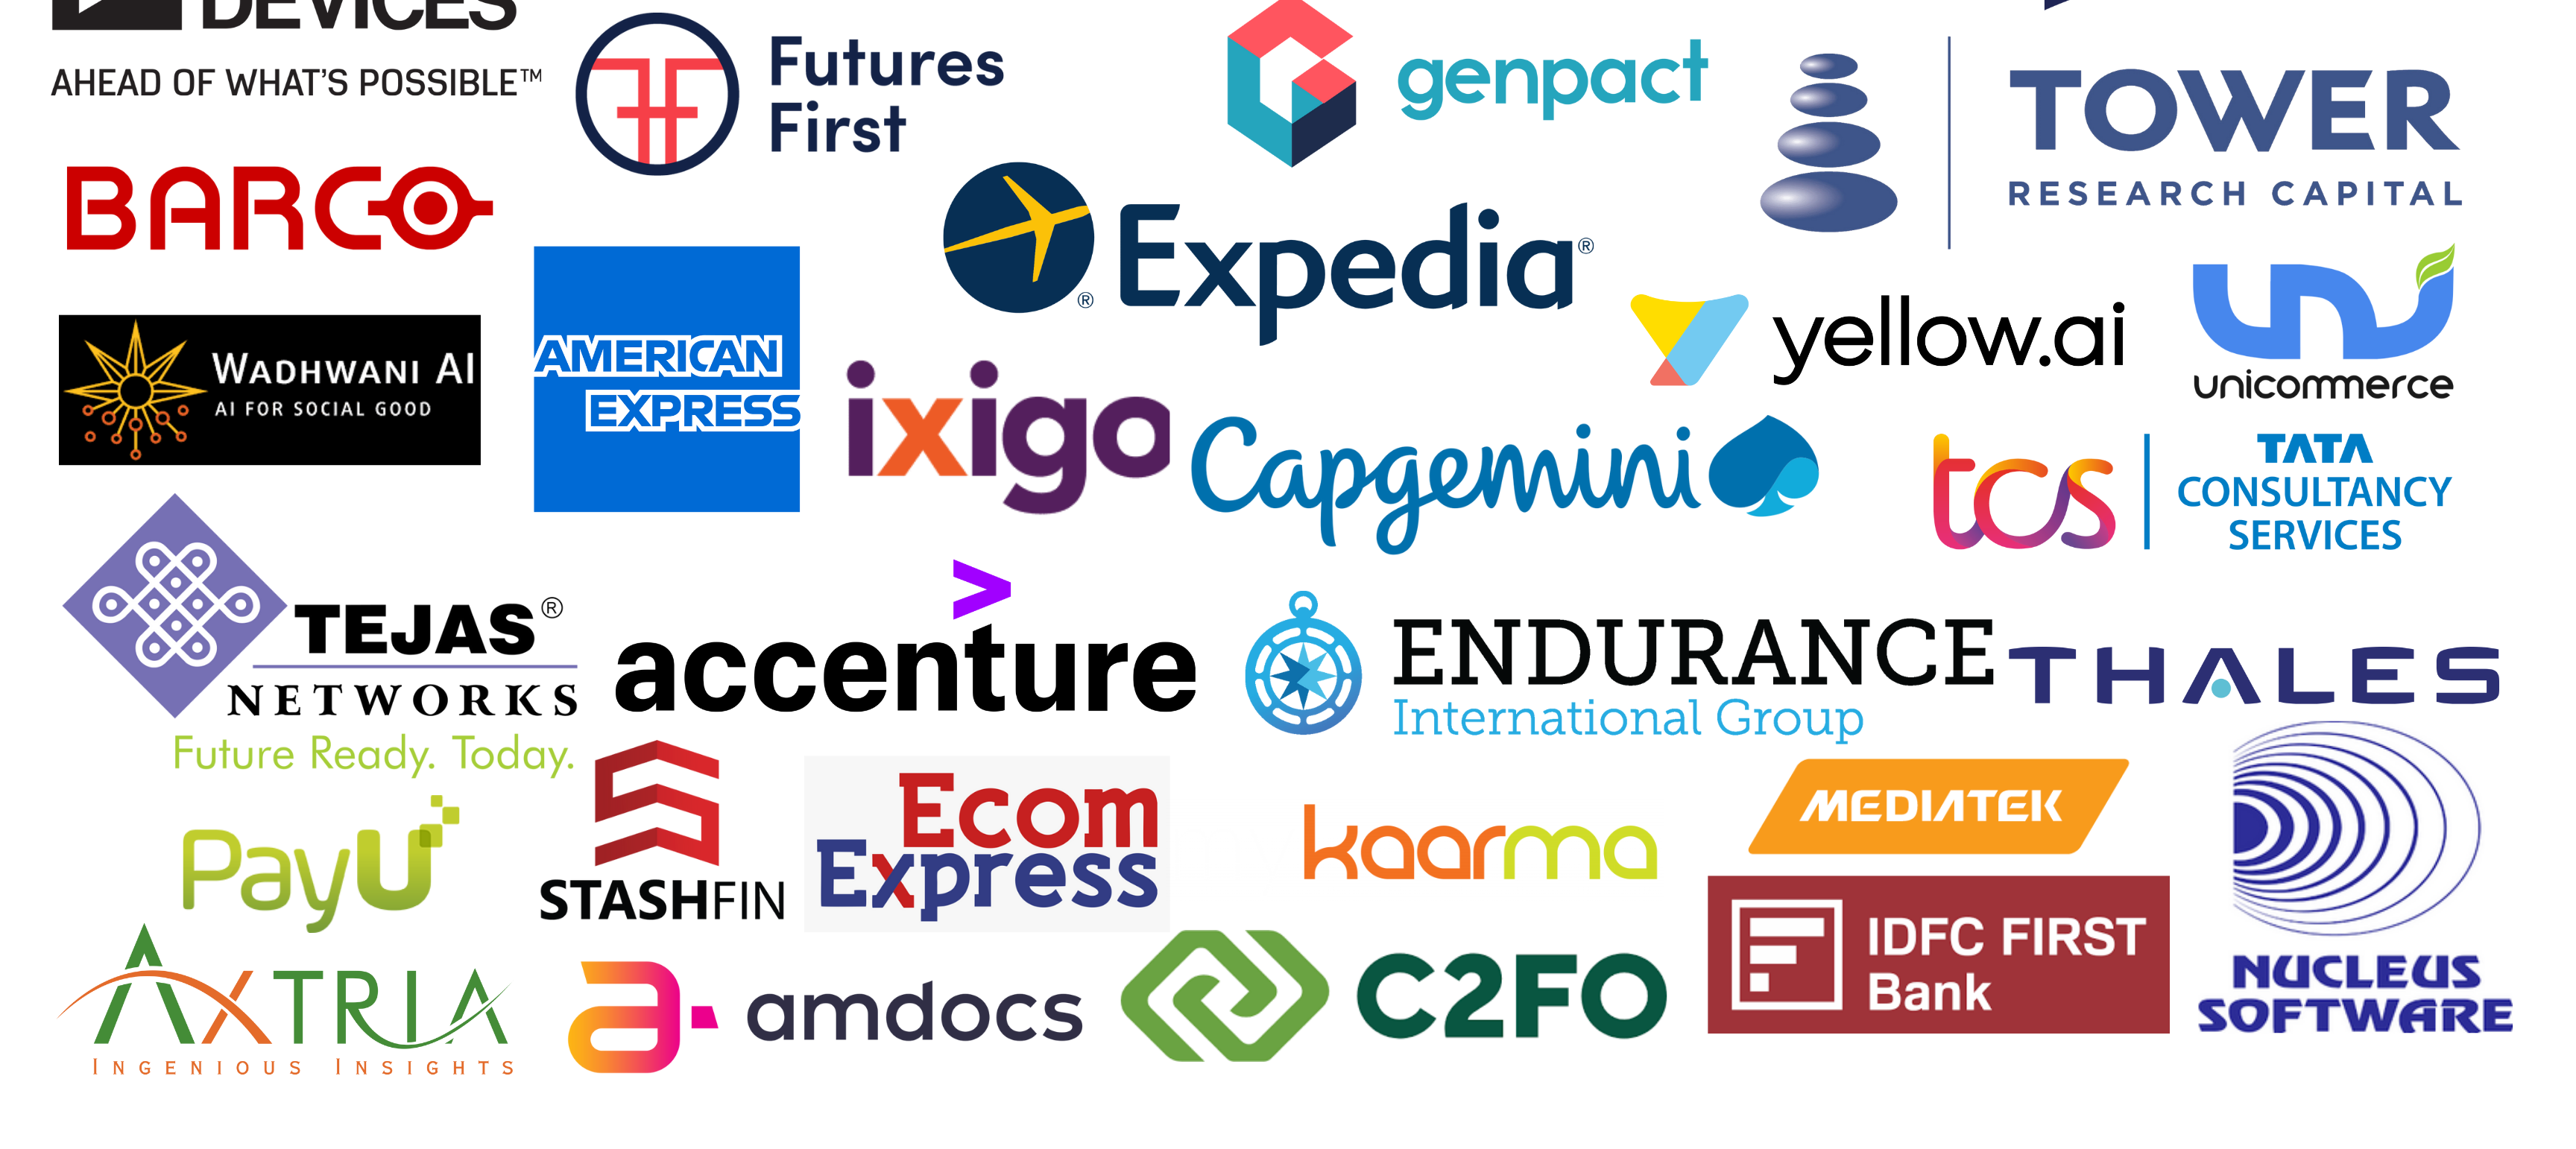 DEVICES
AHEAD OF WHAT'S POSSIBLE™
Futures
First
genpact
TOWER
RESEARCH CAPITAL
BARCO
Expedia®
®
WADHWANI AI
AI FOR SOCIAL GOOD
AMERICAN
EXPRESS
ixigo
yellow.ai
unicommerce
Capgemini
tcs
TATA
CONSULTANCY
SERVICES
TEJAS®
NETWORKS
Future Ready. Today.
accenture
ENDURANCE
International Group
THALES
PayU
STASHFIN
Ecom
Express
kaarma
MEDIATEK
IDFC FIRST
Bank
NUCLEUS
SOFTWARE
AXTRIA
INGENIOUS INSIGHTS
a
amdocs
C2FO